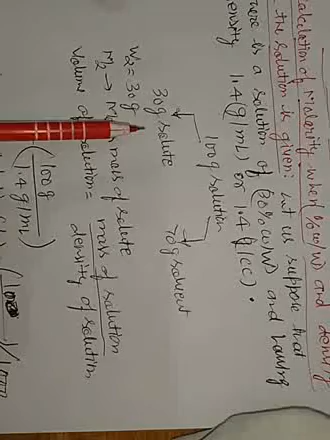 calculation of Molarity when (% w/w) and density
the solution is given: Let us suppose that
there is a solution of (30% w/w) and having
density 1.4 (g/mL) or 1.4 g/cc).
100g solution
30g solute 70g solvent
W2 = 30g
M2 → mass of solute
Volume of solution = mass of solution
density of solution
(100g
1.4 g/mL)
1000